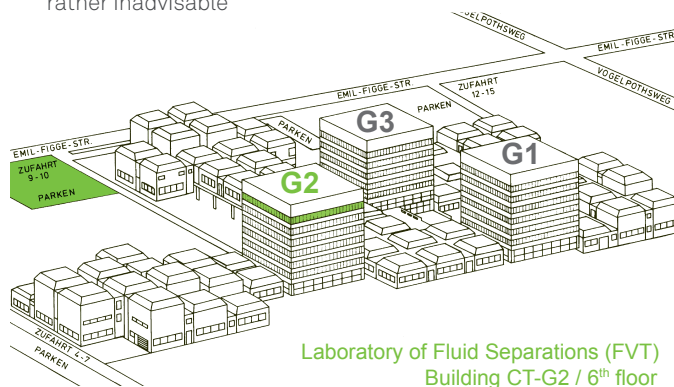 rather inadvisable
GELPOTHSWEG
EMIL-FIGGE-STR.
VOGELPOTHSWEG
EMIL-FIGGE-STR.
ZUFAHRT
12-15
PARKEN
PARKEN
G3
G1
EMIL-FIGGE-STR.
ZUFAHRT
9-10
PARKEN
G2
ZUFAHRT 4-7
PARKEN
Laboratory of Fluid Separations (FVT)
Building CT-G2 / 6th floor